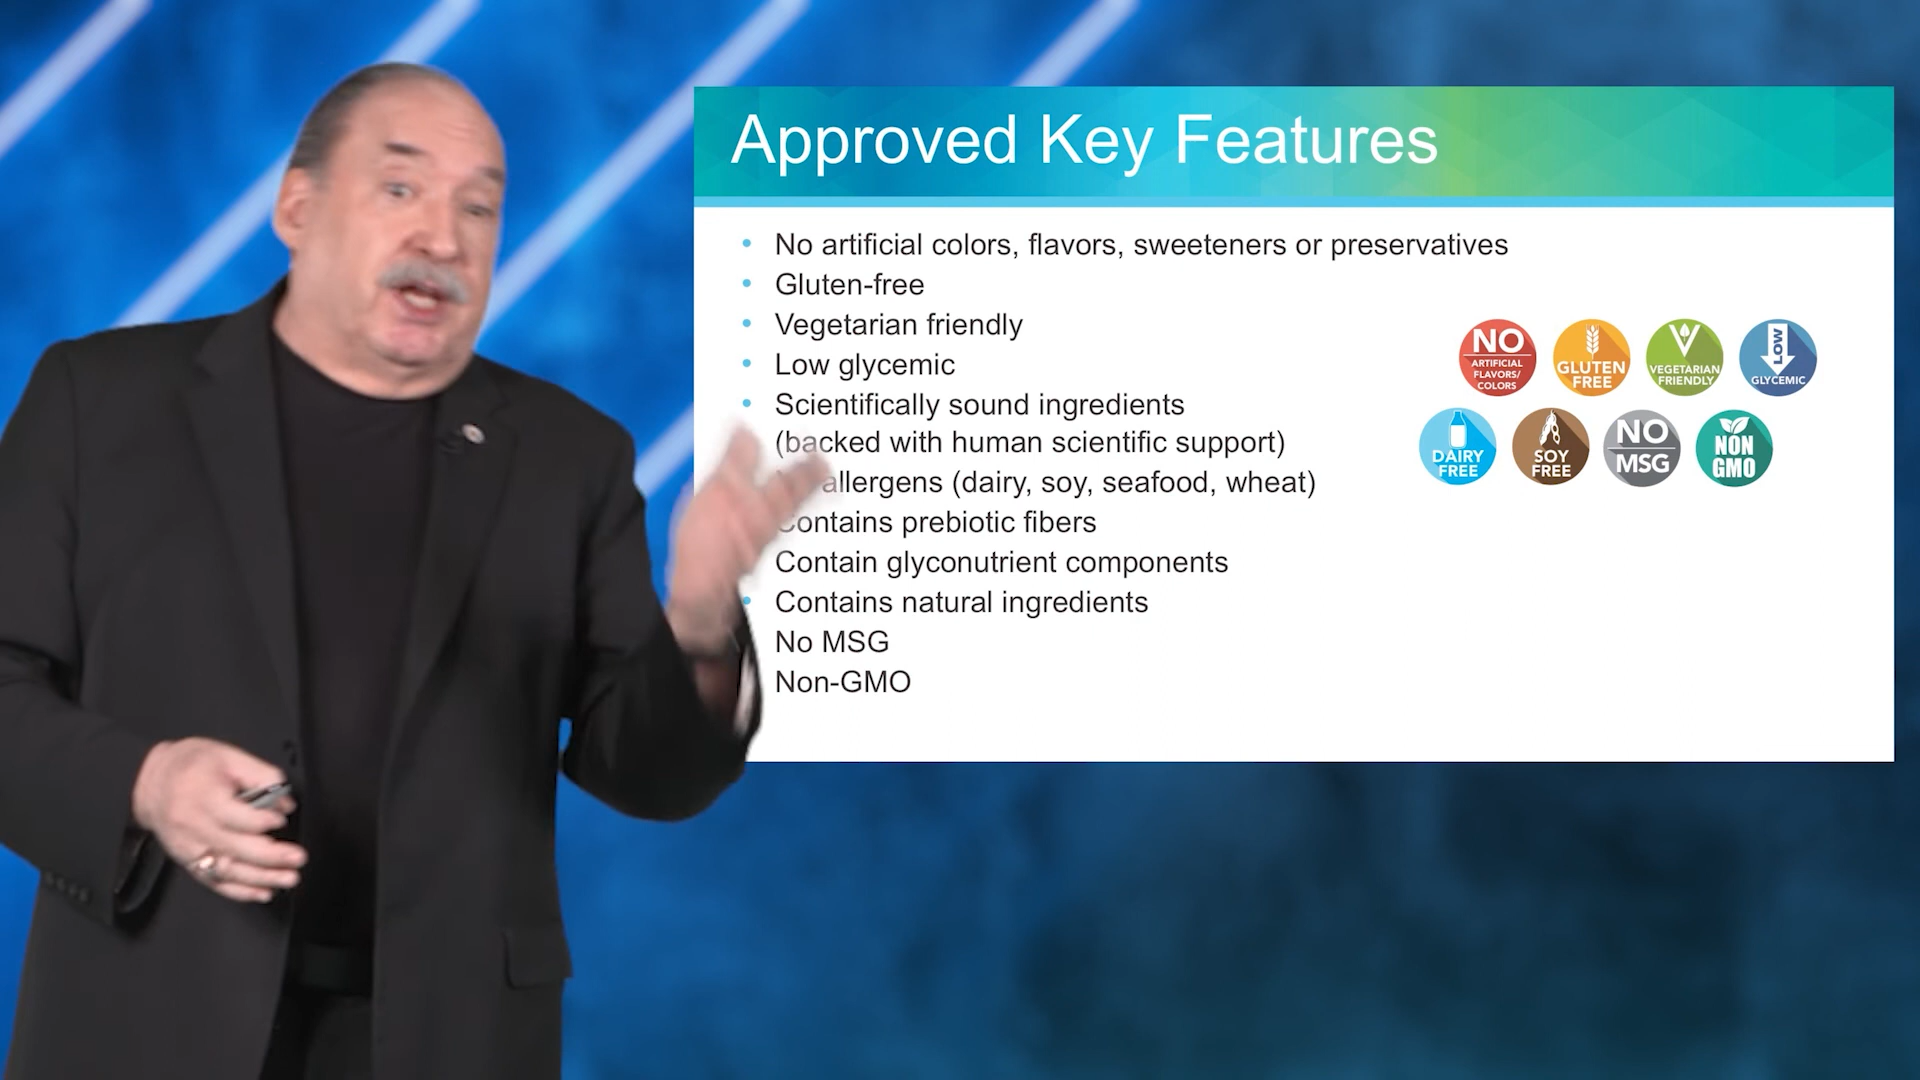 Approved Key Features
No artificial colors, flavors, sweeteners or preservatives
Gluten-free
Vegetarian friendly
Low glycemic
Scientifically sound ingredients
(backed with human scientific support)
allergens (dairy, soy, seafood, wheat)
Contains prebiotic fibers
Contain glyconutrient components
Contains natural ingredients
No MSG
Non-GMO
NO
ARTIFICIAL
FLAVORS/
COLORS
GLUTEN
FREE
VEGETARIAN
FRIENDLY
LOW
GLYCEMIC
DAIRY
FREE
SOY
FREE
NO
MSG
NON
GMO